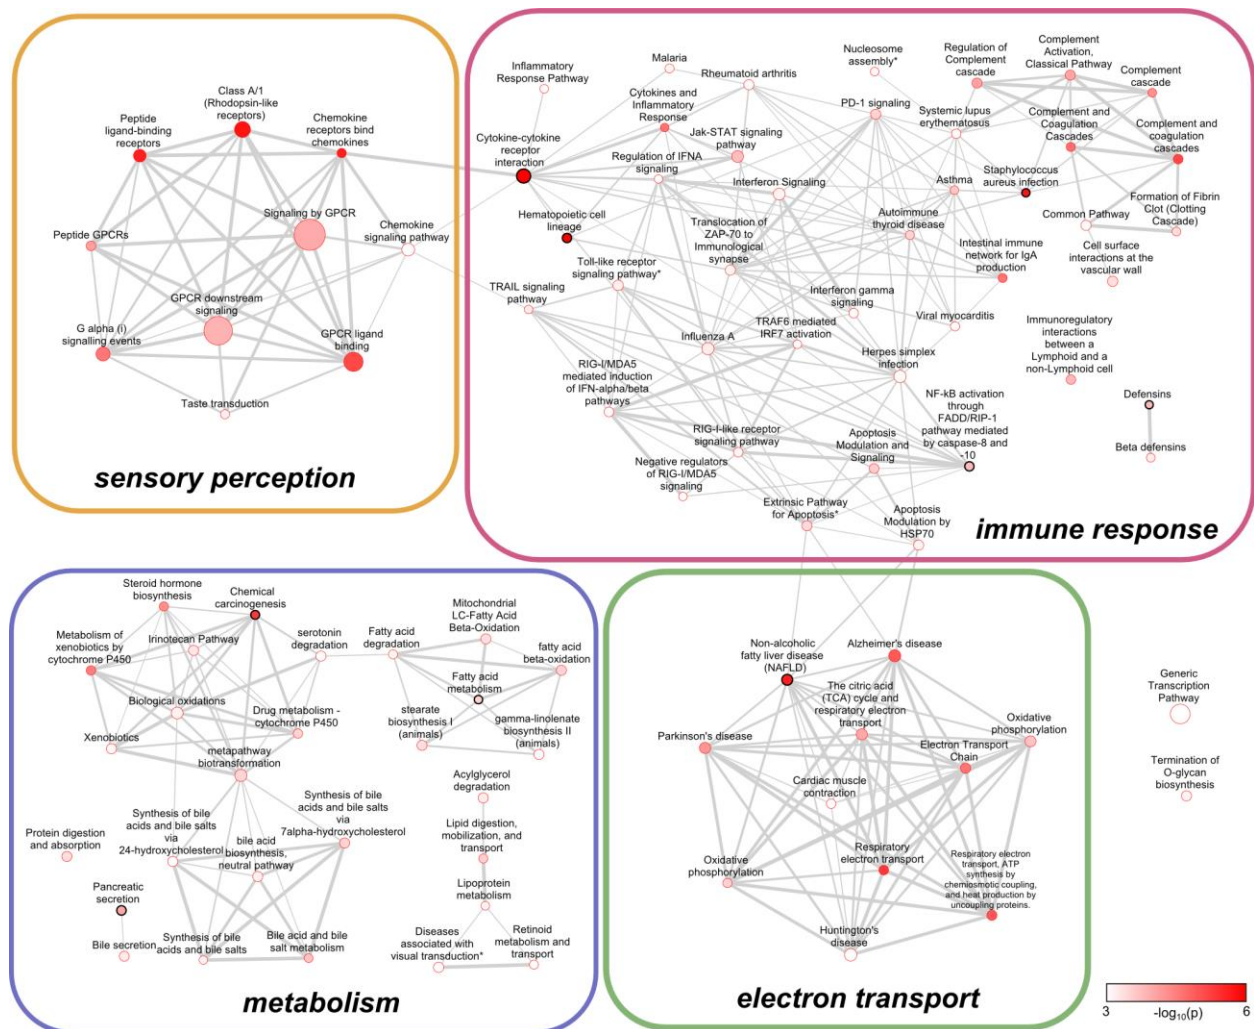 Class A/1
(Rhodopsin-like
receptors)
Peptide
ligand-binding
receptors
Chemokine
receptors bind
chemokines
Signaling by GPCR
Peptide GPCRs
Chemokine
signaling pathway
GPCR downstream
signaling
G alpha (i)
signalling events
GPCR ligand
binding
Taste transduction
sensory perception
Inflammatory
Response Pathway
Malaria
Rheumatoid arthritis
Nucleosome
assembly*
Regulation of
Complement
cascade
Complement
Activation,
Classical Pathway
Complement
cascade
Cytokines and
Inflammatory
Response
PD-1 signaling
Systemic lupus
erythematosus
Complement and
Coagulation
Cascades
Complement and
coagulation
cascades
Cytokine-cytokine
receptor
interaction
Jak-STAT signaling
pathway
Regulation of IFNA
signaling
Interferon Signaling
Asthma
Staphylococcus
aureus infection
Hematopoietic cell
lineage
Translocation of
ZAP-70 to
Immunological
synapse
Autoimmune
thyroid disease
Common Pathway
Formation of Fibrin
Clot (Clotting
Cascade)
Intestinal immune
network for IgA
production
Cell surface
interactions at the
vascular wall
Toll-like receptor
signaling pathway*
TRAIL signaling
pathway
Interferon gamma
signaling
Viral myocarditis
Influenza A
TRAF6 mediated
IRF7 activation
Immunoregulatory
interactions
between a
Lymphoid and a
non-Lymphoid cell
RIG-I/MDA5
mediated induction
of IFN-alpha/beta
pathways
Herpes simplex
infection
NF-kB activation
through
FADD/RIP-1
pathway mediated
by caspase-8 and
-10
Defensins
RIG-I-like receptor
signaling pathway
Apoptosis
Modulation and
Signaling
Beta defensins
Negative regulators
of RIG-I/MDA5
signaling
Extrinsic Pathway
for Apoptosis*
Apoptosis
Modulation by
HSP70
immune response
Steroid hormone
biosynthesis
Chemical
carcinogenesis
Mitochondrial
LC-Fatty Acid
Beta-Oxidation
Metabolism of
xenobiotics by
cytochrome P450
Irinotecan Pathway
serotonin
degradation
Fatty acid
degradation
fatty acid
beta-oxidation
Fatty acid
metabolism
Biological oxidations
Drug metabolism -
cytochrome P450
stearate
biosynthesis I
(animals)
gamma-linolenate
biosynthesis II
(animals)
Xenobiotics
metapathway
biotransformation
Acylglycerol
degradation
Protein digestion
and absorption
Synthesis of bile
acids and bile salts
via
24-hydroxycholesterol
bile acid
biosynthesis,
neutral pathway
Synthesis of bile
acids and bile salts
via
7alpha-hydroxycholesterol
Lipid digestion,
mobilization, and
transport
Pancreatic
secretion
Lipoprotein
metabolism
Bile secretion
Synthesis of bile
acids and bile salts
Bile acid and bile
salt metabolism
Diseases
associated with
visual transduction*
Retinoid
metabolism and
transport
metabolism
Non-alcoholic
fatty liver disease
(NAFLD)
Alzheimer's disease
The citric acid
(TCA) cycle and
respiratory electron
transport
Parkinson's disease
Oxidative
phosphorylation
Electron Transport
Chain
Cardiac muscle
contraction
Oxidative
phosphorylation
Respiratory
electron transport
Respiratory electron
transport, ATP
synthesis by
chemiosmotic coupling,
and heat production by
uncoupling proteins.
Huntington's
disease
electron transport
Generic
Transcription
Pathway
Termination of
O-glycan
biosynthesis
3 -log10(p) 6